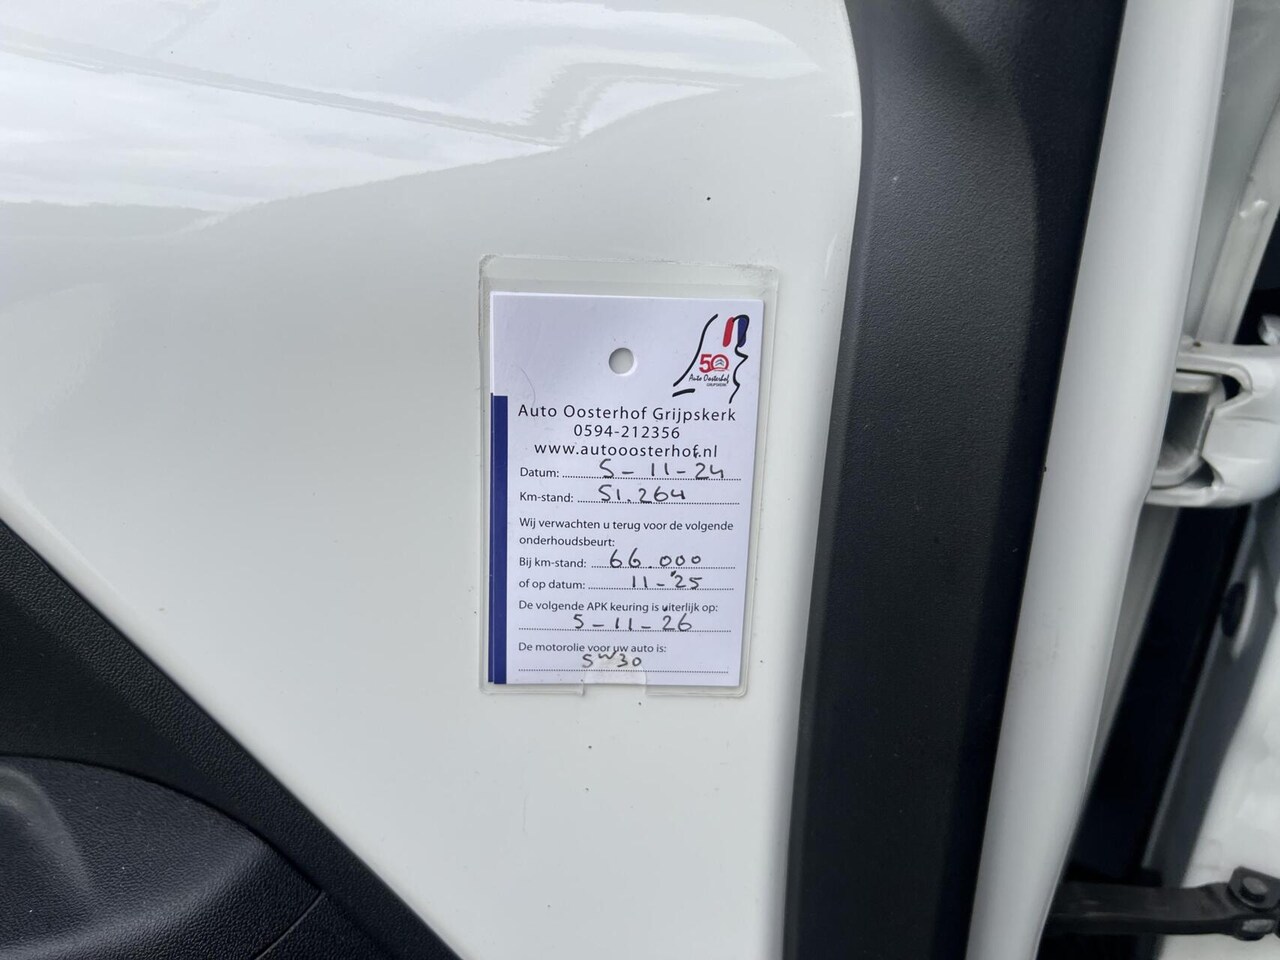 50
Auto Oosterhof
GRIJPSKERK
Auto Oosterhof Grijpskerk
0594-212356
www.autooosterhof.nl
Datum: 5-11-24
Km-stand: 51.264
Wij verwachten u terug voor de volgende
onderhoudsbeurt:
Bij km-stand: 66.000
of op datum: 11-'25
De volgende APK keuring is uiterlijk op:
5-11-26
De motorolie voor uw auto is:
5W30